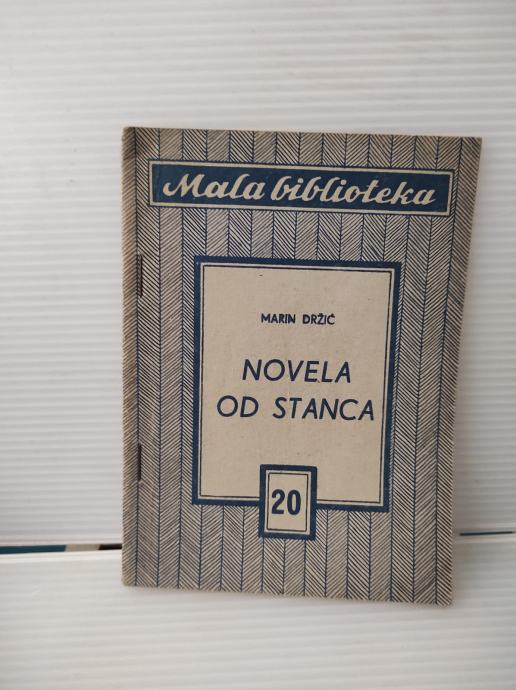 Mala biblioteka
MARIN DRŽIĆ
NOVELA
OD STANCA
20